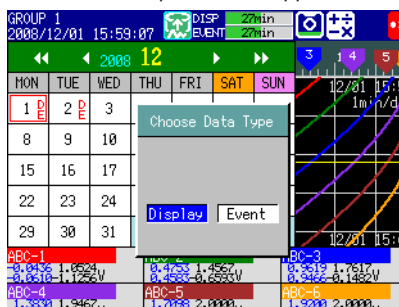 GROUP 1
2008/12/01 15:59:07
DISP 27min
EVENT 27min
2008 12
3 4 5
MON TUE WED THU FRI SAT SUN
12/01 15:5
1min/d
1 D E 2 D E 3
8 9 10
15 16 17
22 23 24
29 30 31
Choose Data Type
Display Event
12/01 15:
ABC-1
ABC-3
ABC-4 ABC-5 ABC-6